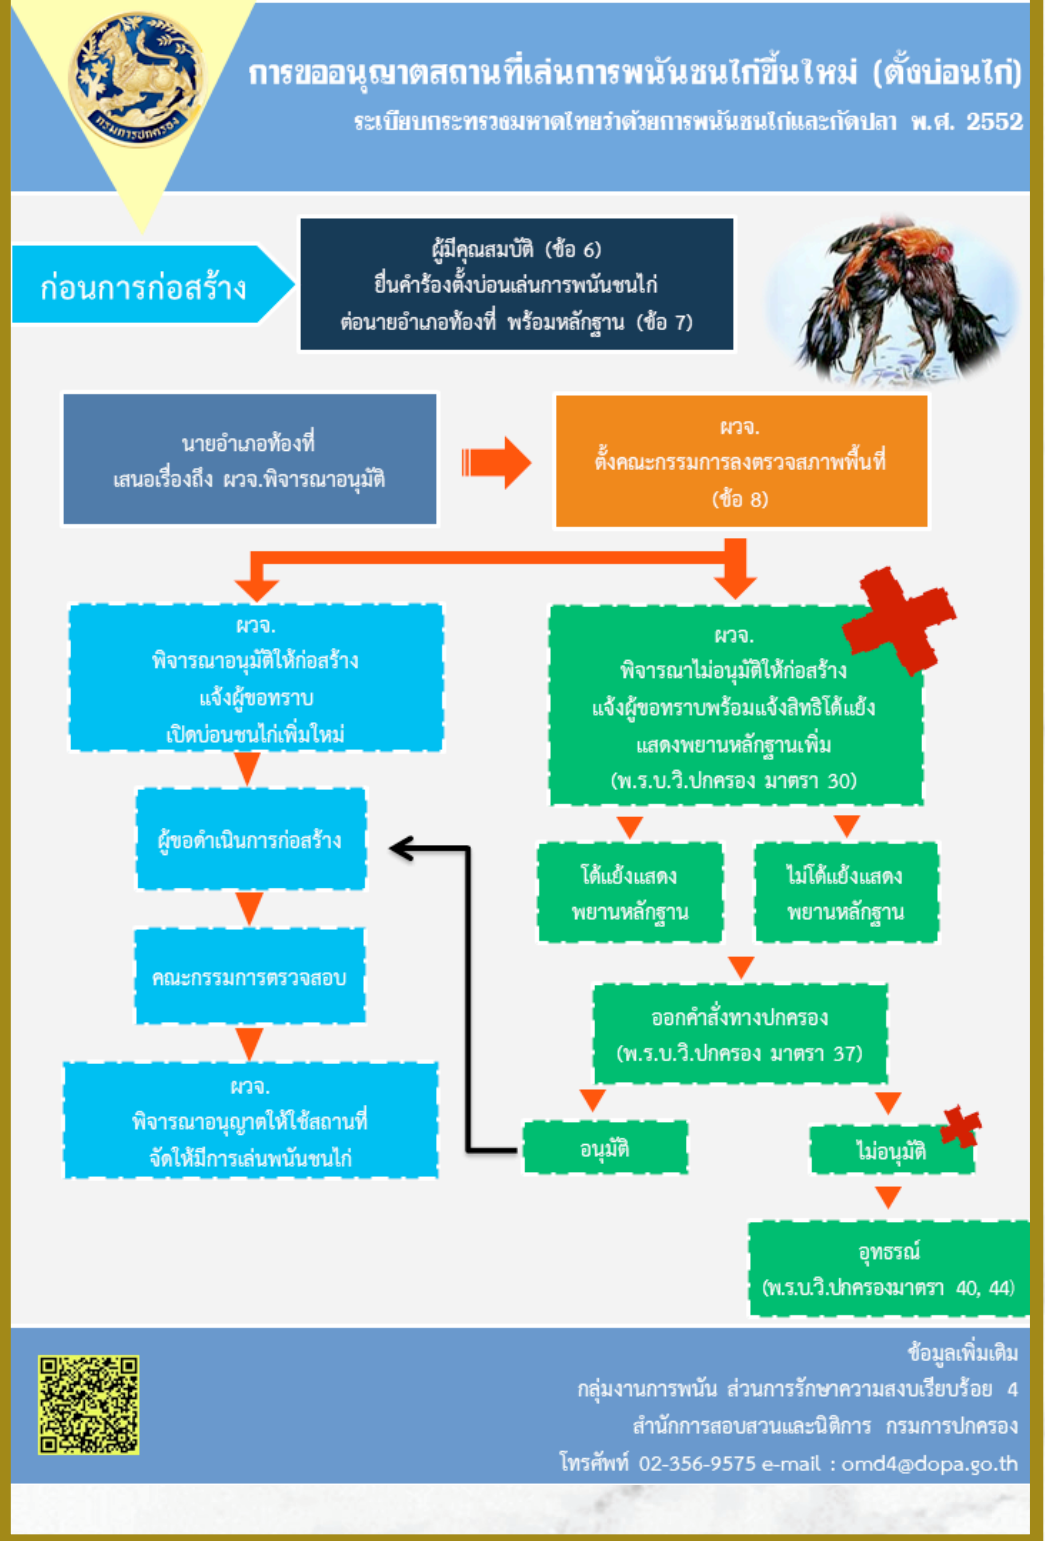 กรมการปกครอง
การขออนุญาตสถานที่เล่นการพนันชนไก่ขึ้นใหม่ (ตั้งบ่อนไก่)
ระเบียบกระทรวงมหาดไทยว่าด้วยการพนันชนไก่และกัดปลา พ.ศ. 2552
ก่อนการก่อสร้าง
ผู้มีคุณสมบัติ (ข้อ 6)
ยื่นคำร้องตั้งบ่อนเล่นการพนันชนไก่
ต่อนายอำเภอท้องที่ พร้อมหลักฐาน (ข้อ 7)
นายอำเภอท้องที่
เสนอเรื่องถึง ผวจ.พิจารณาอนุมัติ
ผวจ.
ตั้งคณะกรรมการลงตรวจสภาพพื้นที่
(ข้อ 8)
ผวจ.
พิจารณาอนุมัติให้ก่อสร้าง
แจ้งผู้ขอทราบ
เปิดบ่อนชนไก่เพิ่มใหม่
ผู้ขอดำเนินการก่อสร้าง
คณะกรรมการตรวจสอบ
ผวจ.
พิจารณาอนุญาตให้ใช้สถานที่
จัดให้มีการเล่นพนันชนไก่
ผวจ.
พิจารณาไม่อนุมัติให้ก่อสร้าง
แจ้งผู้ขอทราบพร้อมแจ้งสิทธิโต้แย้ง
แสดงพยานหลักฐานเพิ่ม
(พ.ร.บ.วิ.ปกครอง มาตรา 30)
โต้แย้งแสดง
พยานหลักฐาน
ไม่โต้แย้งแสดง
พยานหลักฐาน
ออกคำสั่งทางปกครอง
(พ.ร.บ.วิ.ปกครอง มาตรา 37)
อนุมัติ
ไม่อนุมัติ
อุทธรณ์
(พ.ร.บ.วิ.ปกครองมาตรา 40, 44)
ข้อมูลเพิ่มเติม
กลุ่มงานการพนัน ส่วนการรักษาความสงบเรียบร้อย 4
สำนักการสอบสวนและนิติการ กรมการปกครอง
โทรศัพท์ 02-356-9575 e-mail : omd4@dopa.go.th